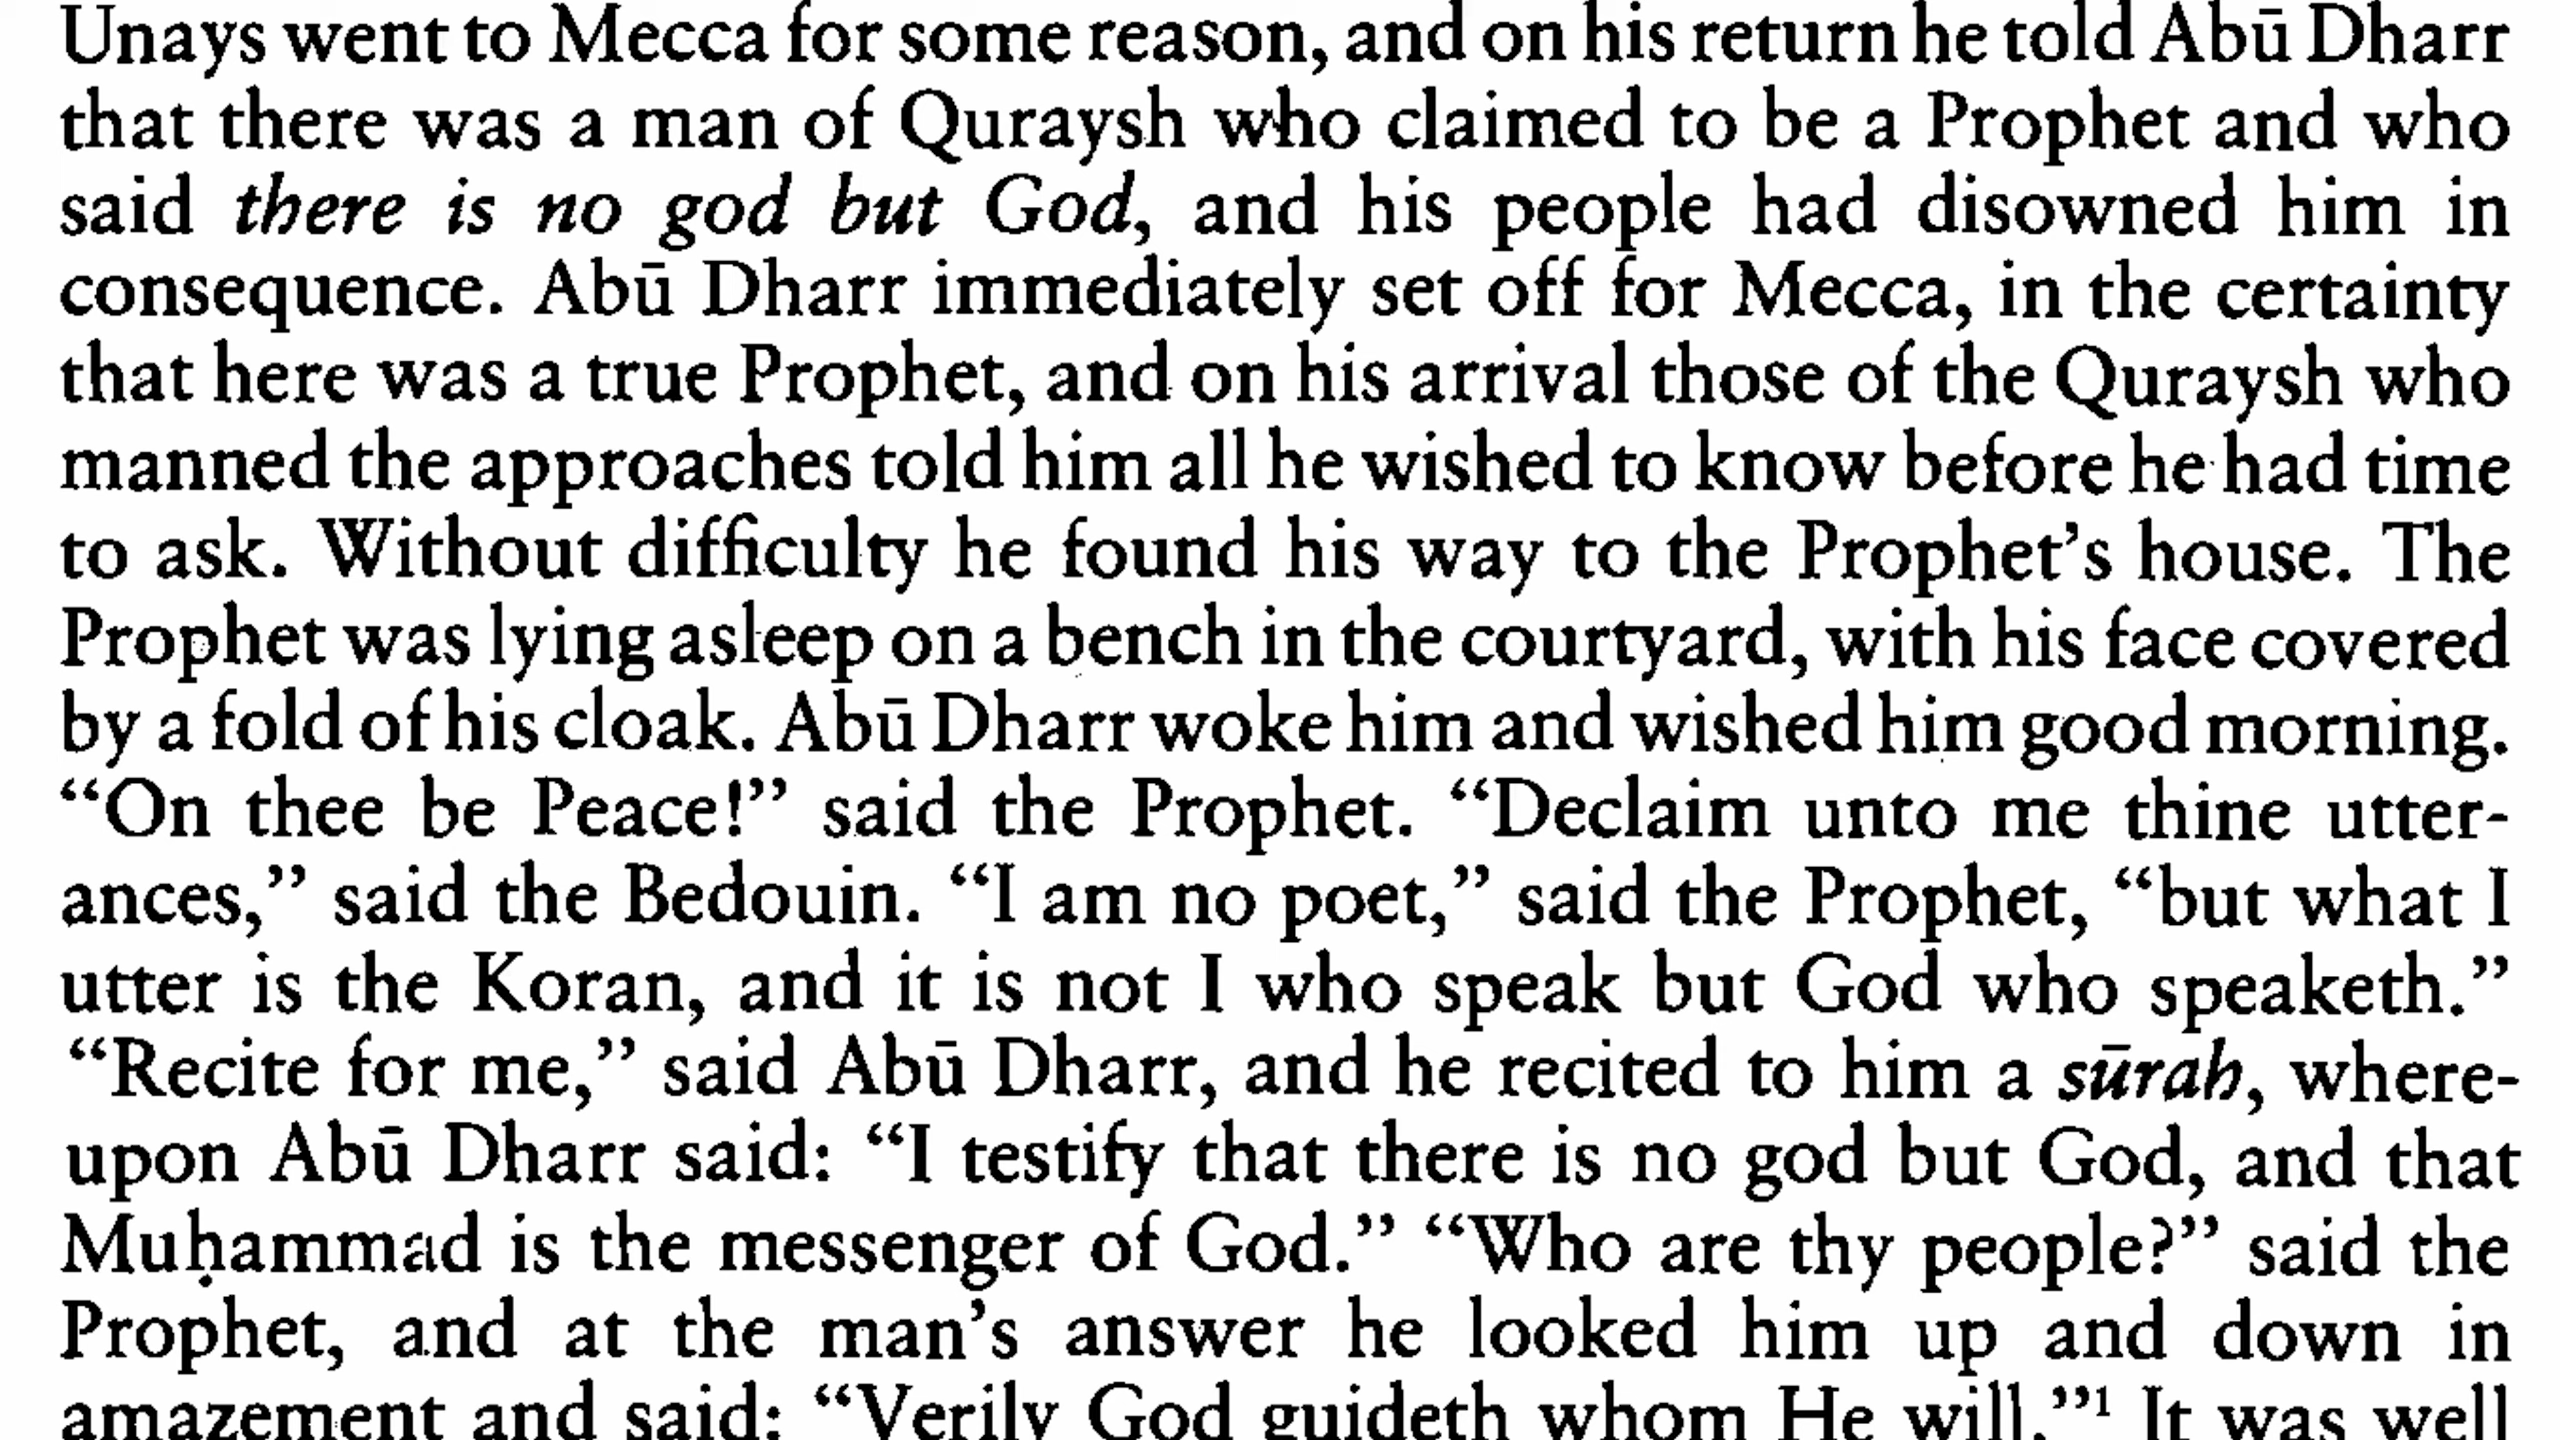 Unays went to Mecca for some reason, and on his return he told Abū Dharr
that there was a man of Quraysh who claimed to be a Prophet and who
said there is no god but God, and his people had disowned him in
consequence. Abū Dharr immediately set off for Mecca, in the certainty
that here was a true Prophet, and on his arrival those of the Quraysh who
manned the approaches told him all he wished to know before he had time
to ask. Without difficulty he found his way to the Prophet’s house. The
Prophet was lying asleep on a bench in the courtyard, with his face covered
by a fold of his cloak. Abū Dharr woke him and wished him good morning.
“On thee be Peace!” said the Prophet. “Declaim unto me thine utter-
ances,” said the Bedouin. “I am no poet,” said the Prophet, “but what I
utter is the Koran, and it is not I who speak but God who speaketh.”
“Recite for me,” said Abū Dharr, and he recited to him a sūrah, where-
upon Abū Dharr said: “I testify that there is no god but God, and that
Muḥammad is the messenger of God.” “Who are thy people?” said the
Prophet, and at the man’s answer he looked him up and down in
amazement and said: “Verily God guideth whom He will.”¹ It was well